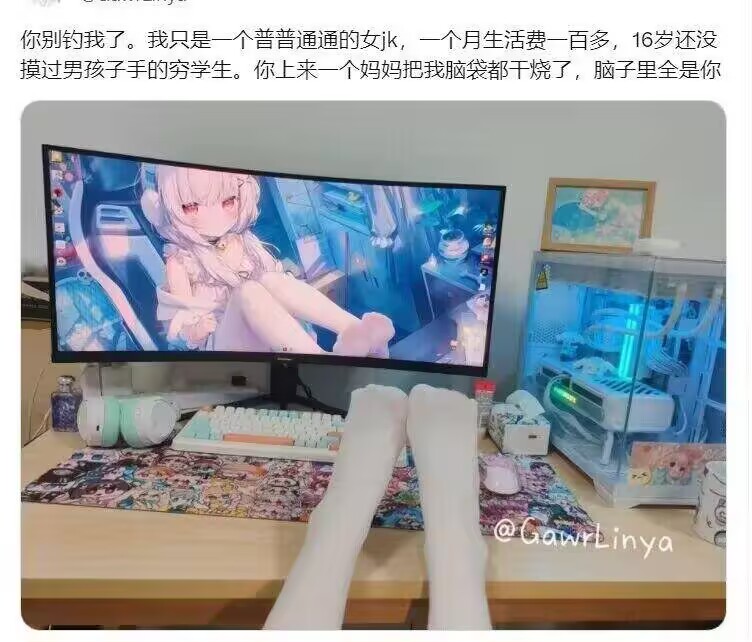 你别钓我了。我只是一个普普通通的女jk，一个月生活费一百多，16岁还没
摸过男孩子手的穷学生。你上来一个妈妈把我脑袋都干烧了，脑子里全是你
@GawrLinya